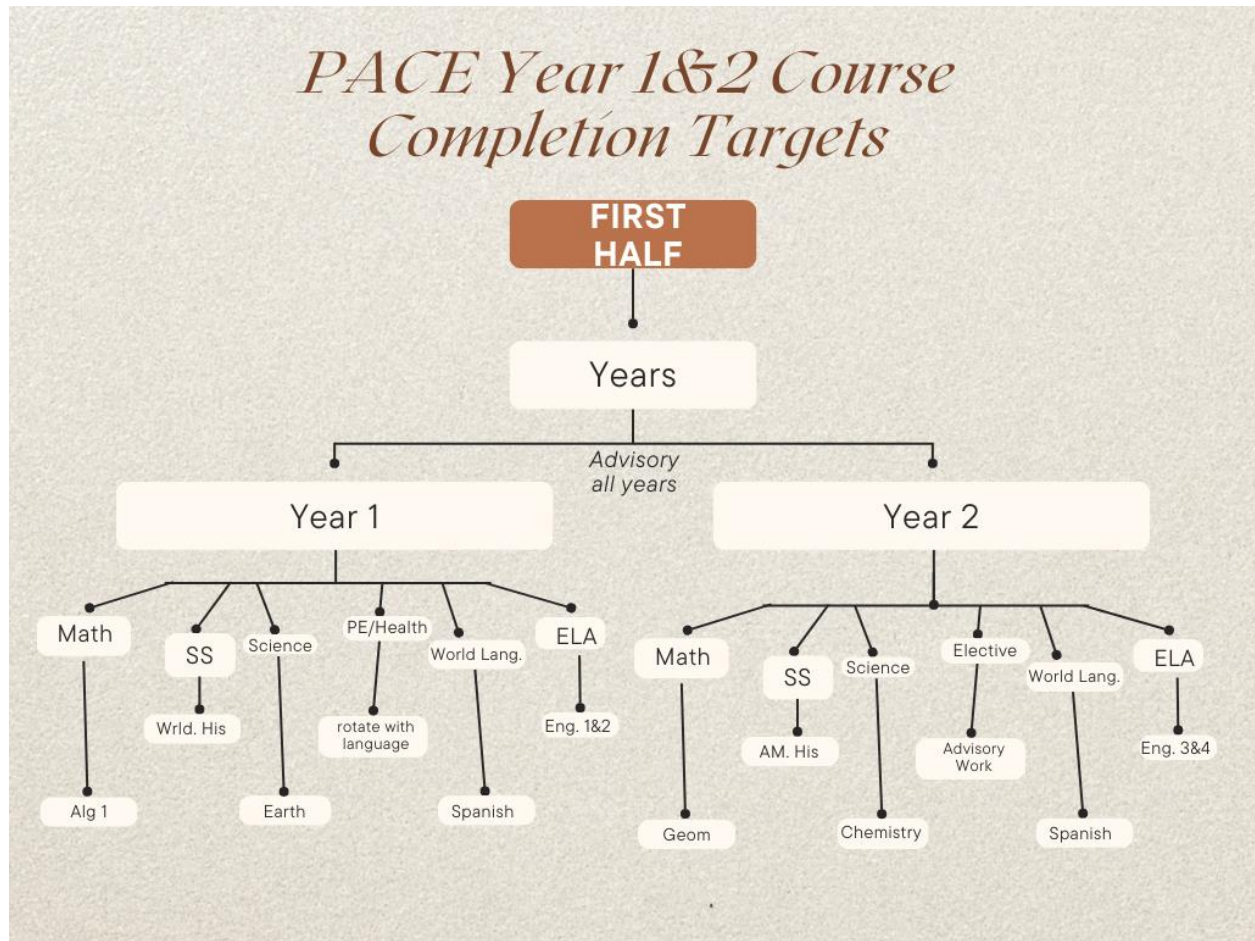 PACE Year 1&2 Course
Completion Targets
FIRST
HALF
Years
Advisory
all years
Year 1
Year 2
Math
SS
Science
PE/Health
World Lang.
ELA
Wrld. His
rotate with
language
Eng. 1&2
Alg 1
Earth
Spanish
Math
SS
Science
Elective
World Lang.
ELA
AM. His
Advisory
Work
Eng. 3&4
Geom
Chemistry
Spanish